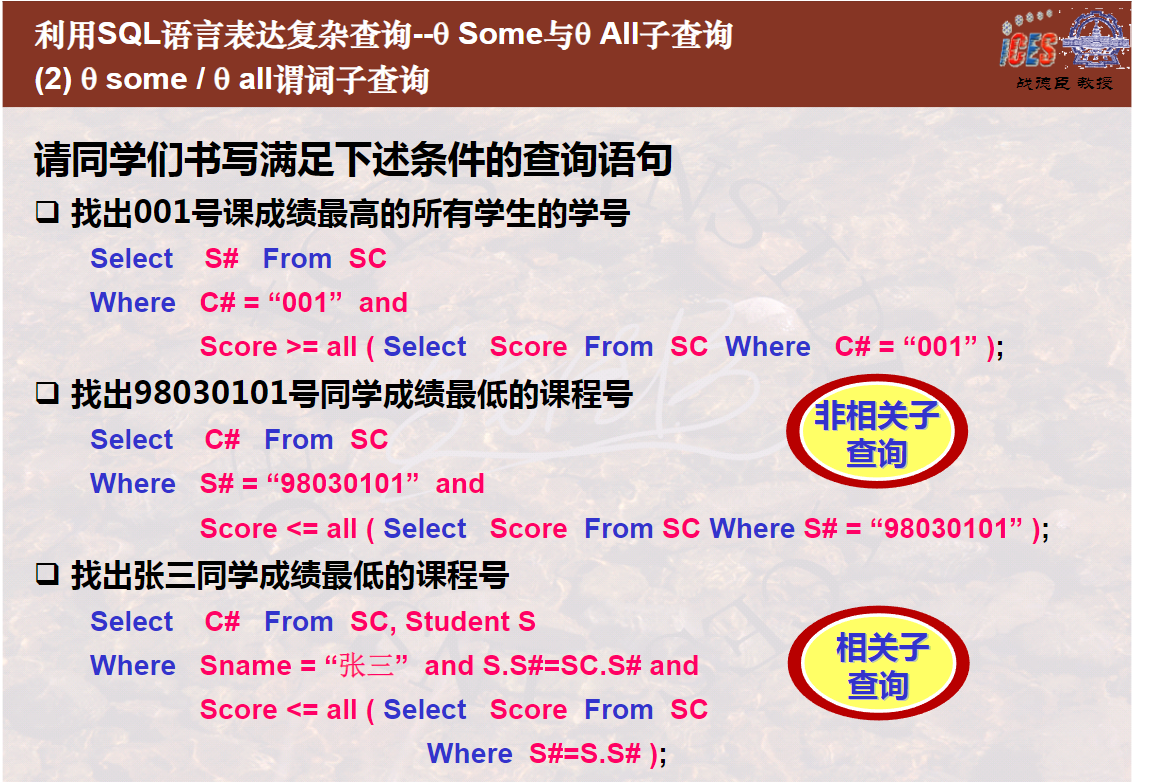 利用SQL语言表达复杂查询--θ Some与θ All子查询
(2) θ some / θ all谓词子查询
iCES
战德臣 教授
请同学们书写满足下述条件的查询语句
❑ 找出001号课成绩最高的所有学生的学号
Select S# From SC
Where C# = “001” and
Score >= all ( Select Score From SC Where C# = “001” );
❑ 找出98030101号同学成绩最低的课程号
Select C# From SC
Where S# = “98030101” and
Score <= all ( Select Score From SC Where S# = “98030101” );
非相关子
查询
❑ 找出张三同学成绩最低的课程号
Select C# From SC, Student S
Where Sname = “张三” and S.S#=SC.S# and
Score <= all ( Select Score From SC
Where S#=S.S# );
相关子
查询